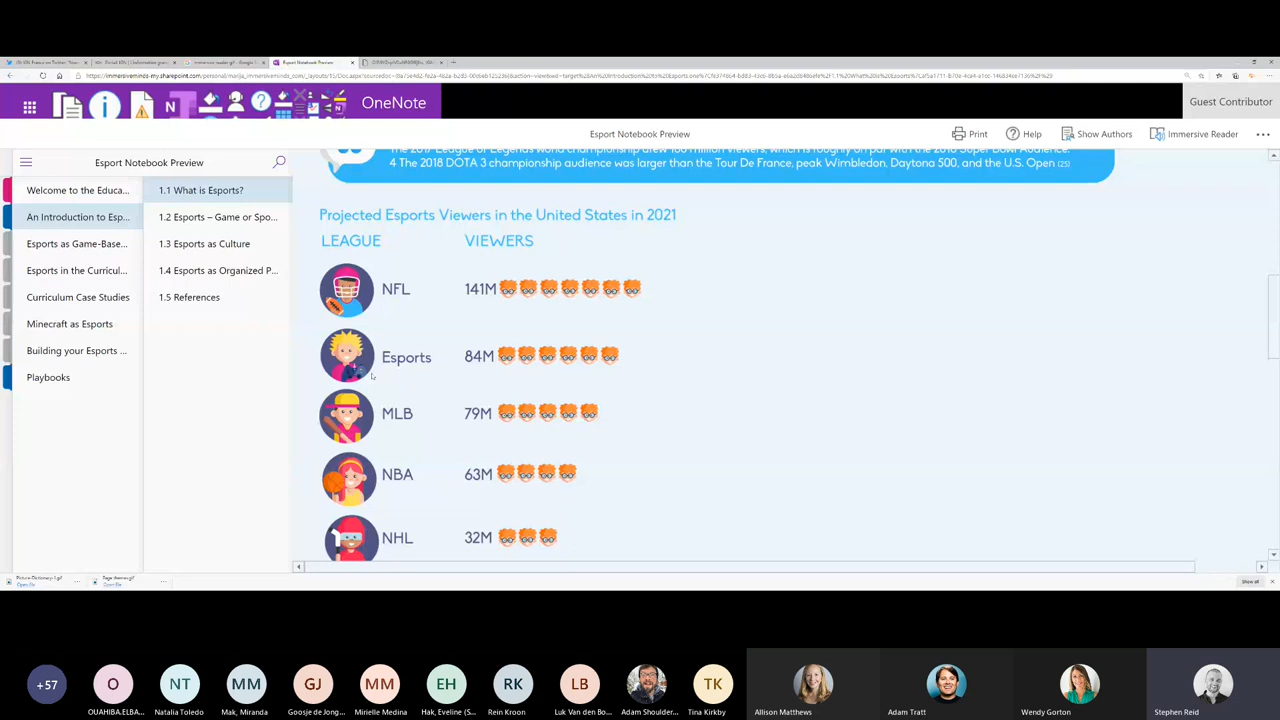 Esport Notebook Preview
OneNote
Guest Contributor
Esport Notebook Preview
Print
Help
Show Authors
Immersive Reader
Esport Notebook Preview
Welcome to the Educa...
An Introduction to Esp...
Esports as Game-Base...
Esports in the Curricul...
Curriculum Case Studies
Minecraft as Esports
Building your Esports ...
Playbooks
1.1 What is Esports?
1.2 Esports – Game or Spo...
1.3 Esports as Culture
1.4 Esports as Organized P...
1.5 References
4 The 2018 DOTA 3 championship audience was larger than the Tour De France, peak Wimbledon, Daytona 500, and the U.S. Open (25)
Projected Esports Viewers in the United States in 2021
LEAGUE VIEWERS
NFL 141M
Esports 84M
MLB 79M
NBA 63M
NHL 32M
Show all
+57
O
NT
MM
GJ
MM
EH
RK
LB
TK
OUAHIBA.ELBA...
Natalia Toledo
Mak, Miranda
Goosje de Jong...
Mirielle Medina
Hak, Eveline (S...
Rein Kroon
Luk Van den Bo...
Adam Shoulder...
Tina Kirkby
Allison Matthews
Adam Tratt
Wendy Gorton
Stephen Reid